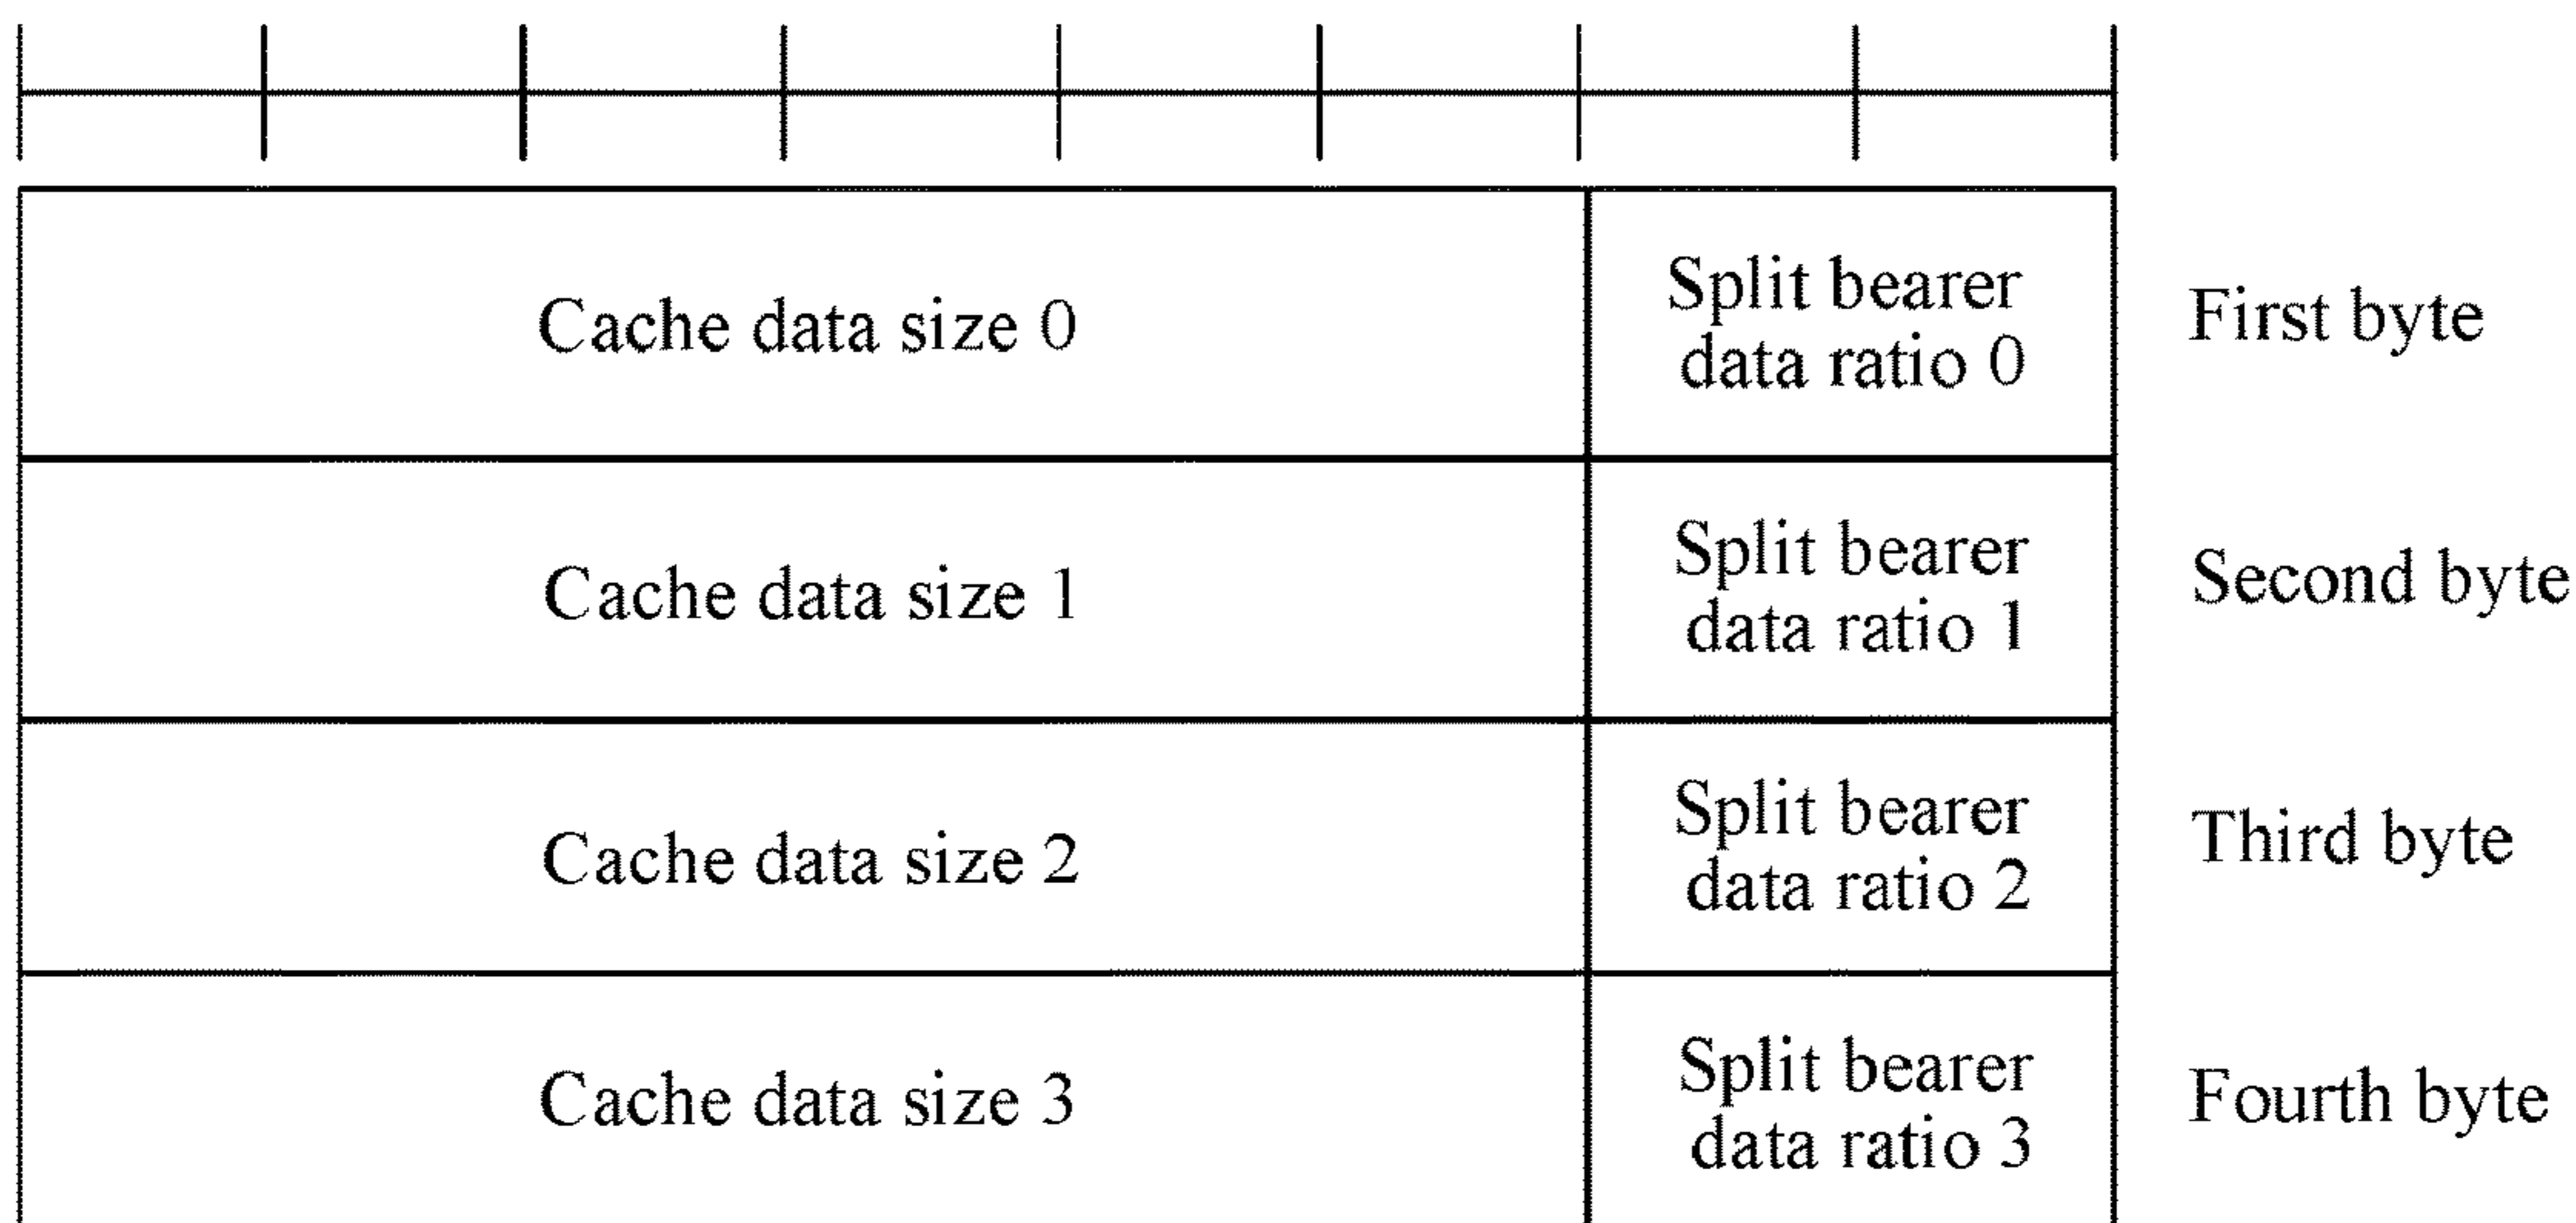 Cache data size 0
Split bearer
data ratio 0
First byte
Cache data size 1
Split bearer
data ratio 1
Second byte
Cache data size 2
Split bearer
data ratio 2
Third byte
Cache data size 3
Split bearer
data ratio 3
Fourth byte